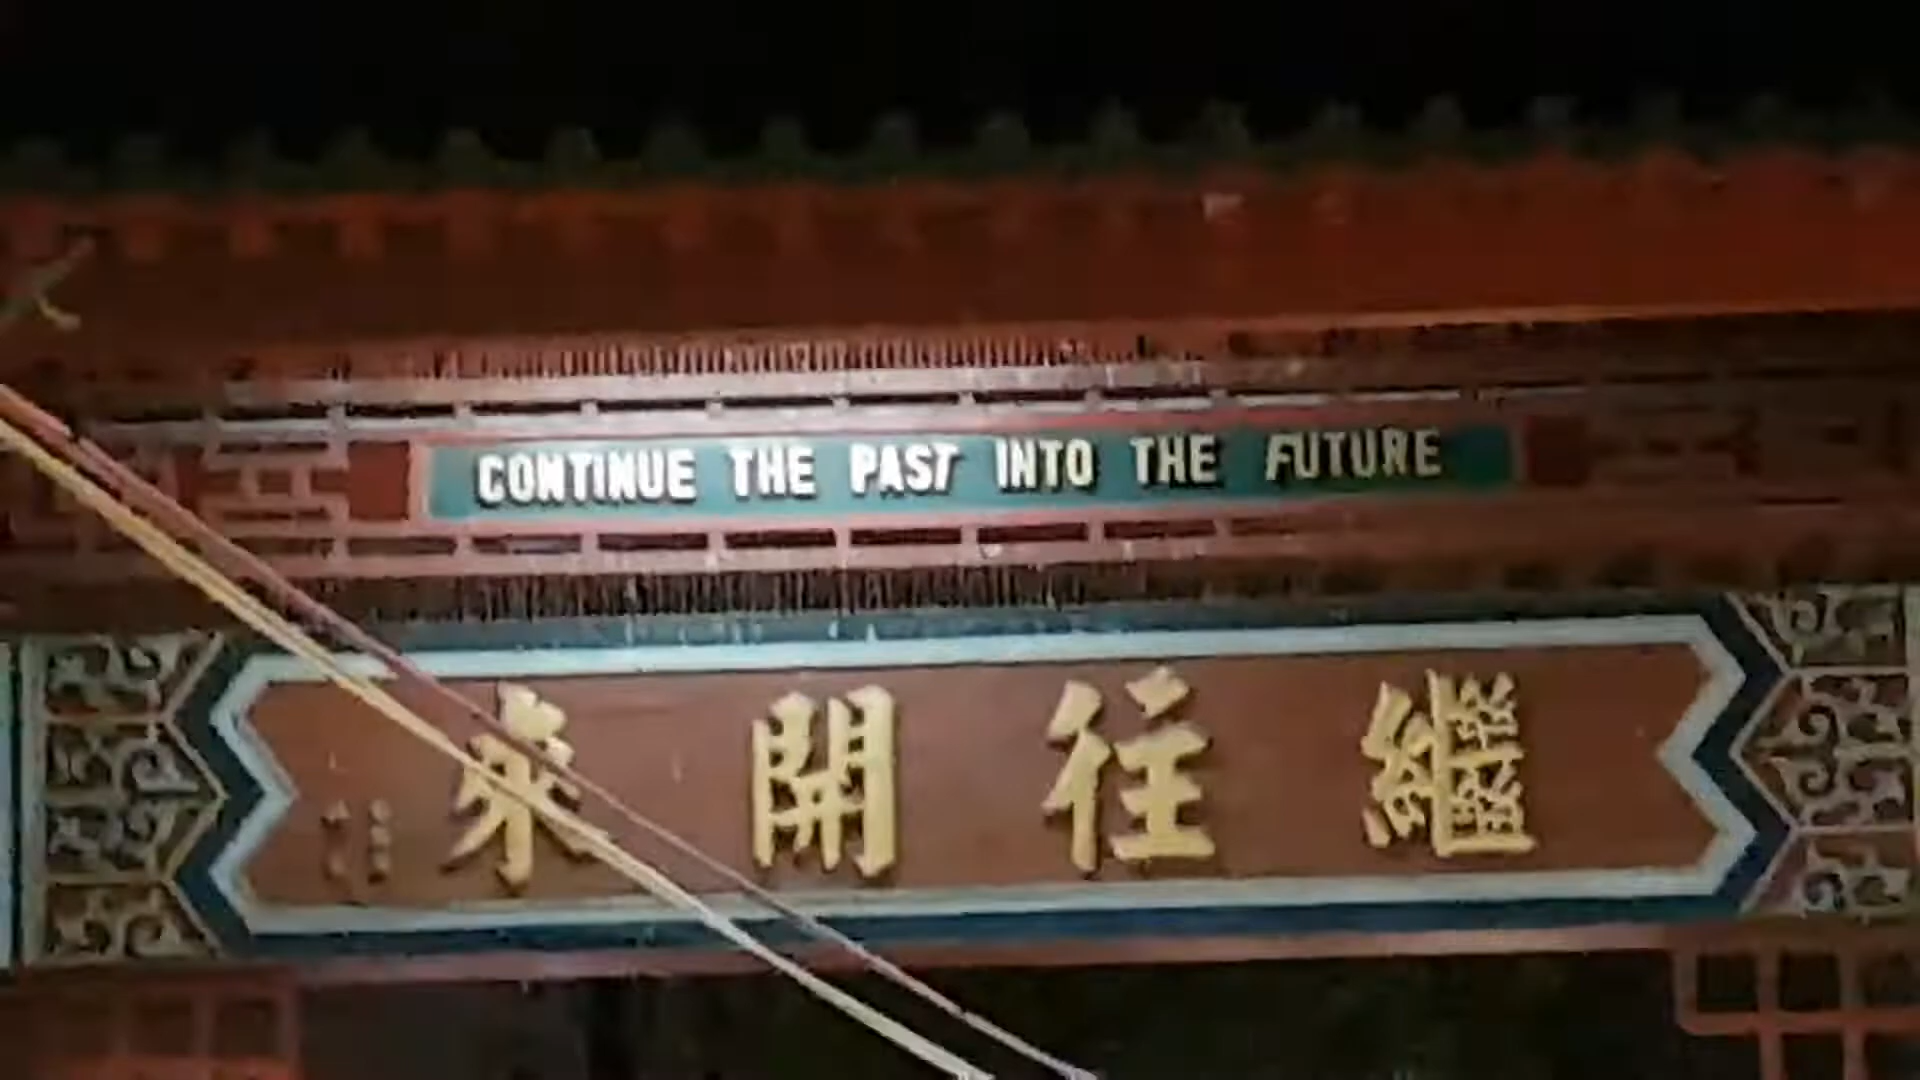 CONTINUE THE PAST INTO THE FUTURE
繼往開來